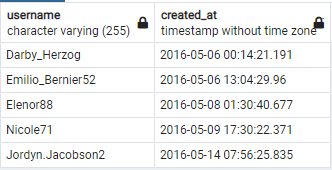 username created_at
character varying (255) timestamp without time zone
Darby_Herzog 2016-05-06 00:14:21.191
Emilio_Bernier52 2016-05-06 13:04:29.96
Elenor88 2016-05-08 01:30:40.677
Nicole71 2016-05-09 17:30:22.371
Jordyn.Jacobson2 2016-05-14 07:56:25.835